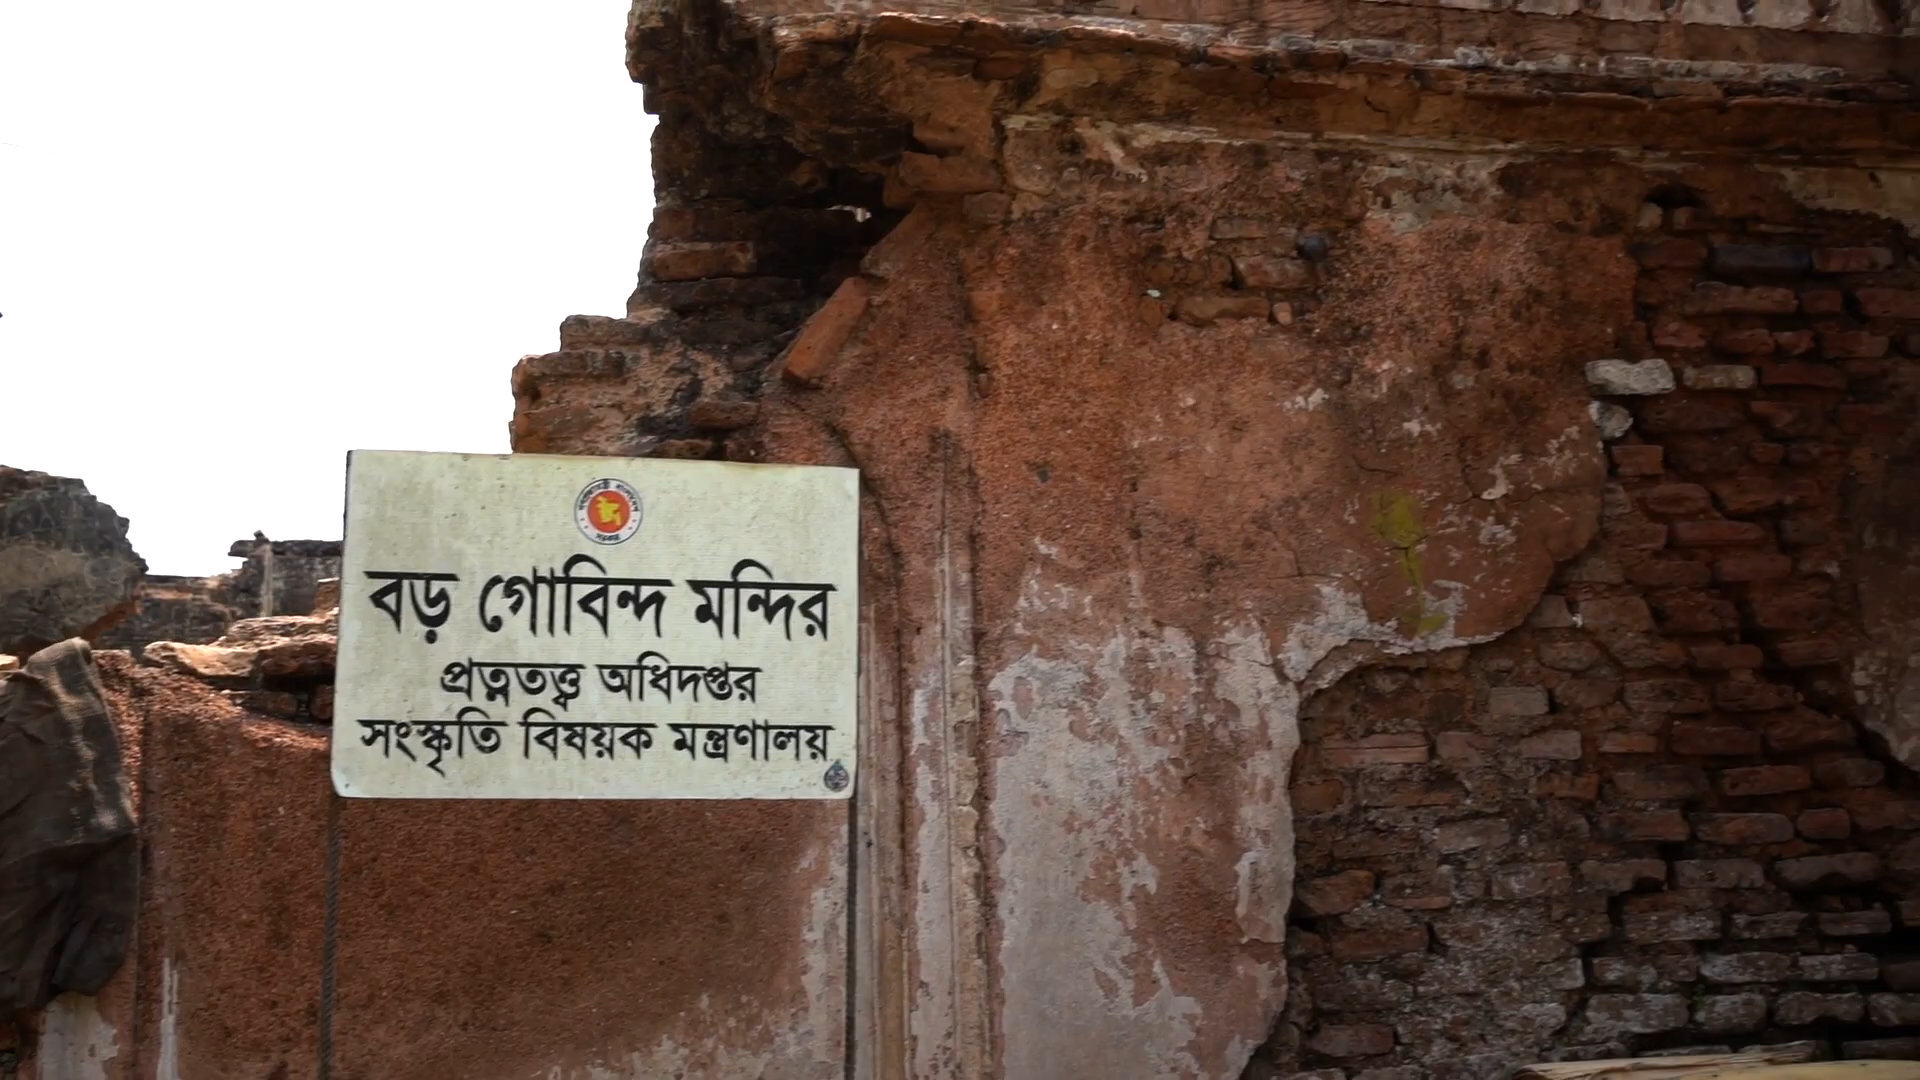 বড় গোবিন্দ মন্দির
প্রত্নতত্ত্ব অধিদপ্তর
সংস্কৃতি বিষয়ক মন্ত্রণালয়